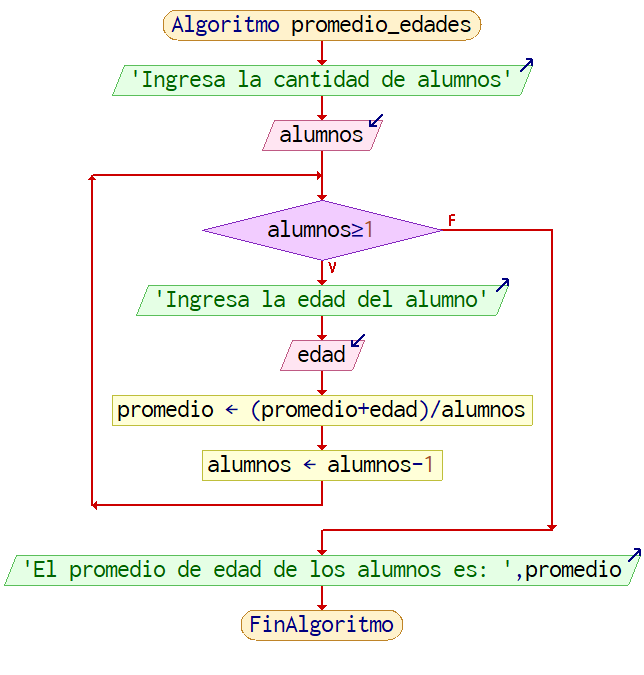 Algoritmo promedio_edades
'Ingresa la cantidad de alumnos'
alumnos
alumnos≥1
F
V
'Ingresa la edad del alumno'
edad
promedio ← (promedio+edad)/alumnos
alumnos ← alumnos-1
'El promedio de edad de los alumnos es: ',promedio
FinAlgoritmo